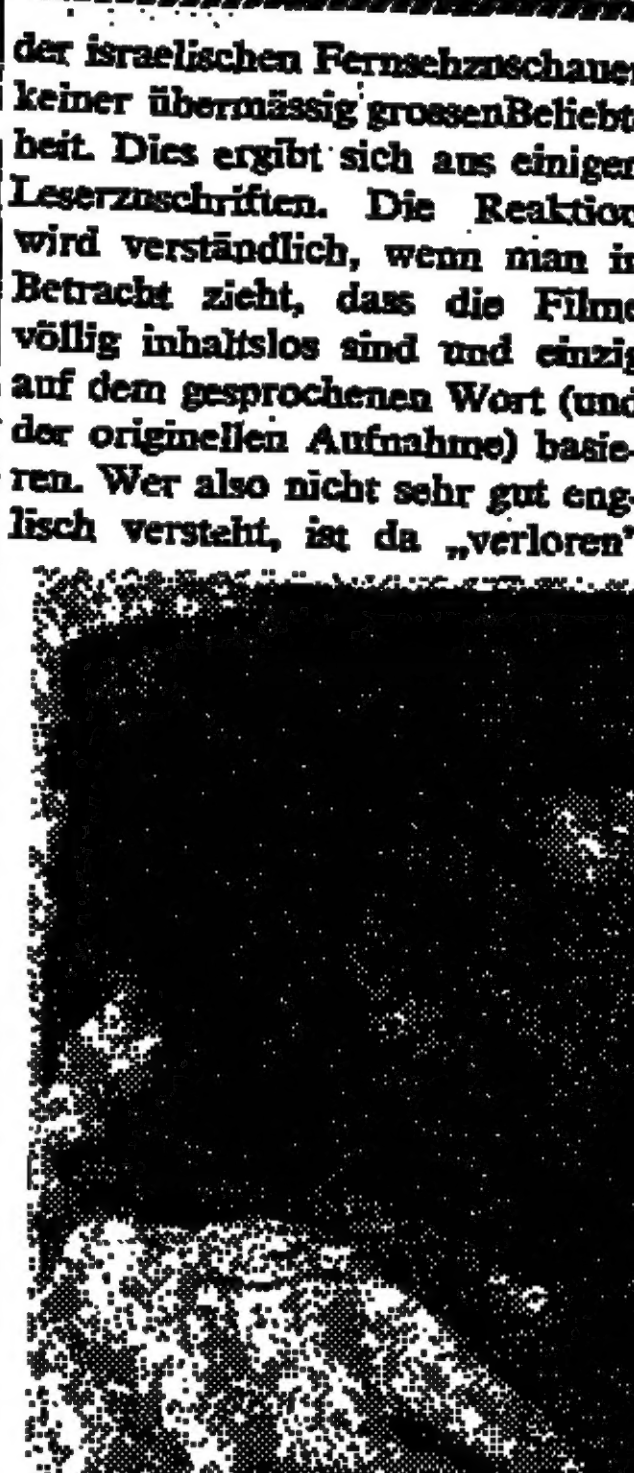 der israelischen Fernsehzuschauer
keiner übermässig grossen Beliebt
heit. Dies ergibt sich aus einigen
Leserzuschriften. Die Reaktion
wird verständlich, wenn man in
Betracht zieht, dass die Filme
völlig inhaltslos sind und einzig
auf dem gesprochenen Wort (und
der originellen Aufnahme) basie-
ren. Wer also nicht sehr gut eng-
lisch versteht, ist da „verloren”